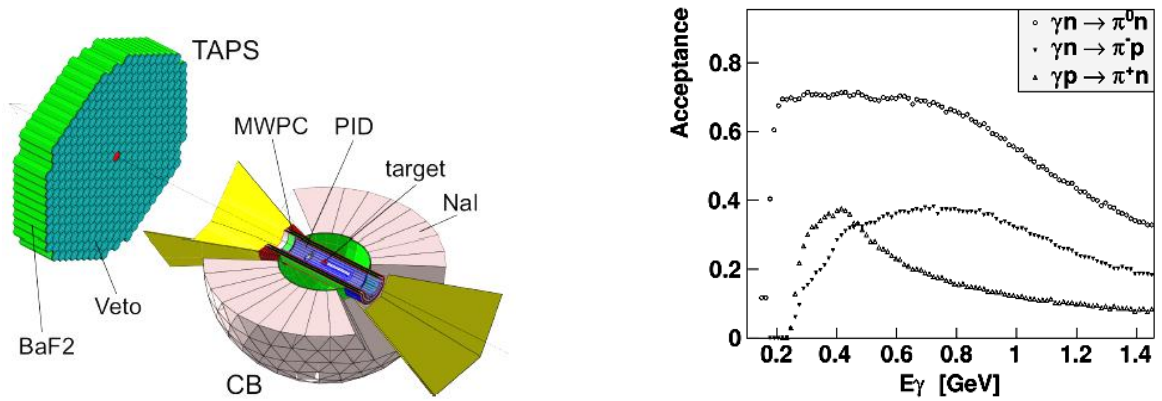 TAPS
MWPC
PID
target
NaI
Veto
BaF2
CB
Acceptance
0.8
0.6
0.4
0.2
0
γn → π⁰n
γn → π⁻p
γp → π⁺n
0.2 0.4 0.6 0.8 1 1.2 1.4
Eγ [GeV]